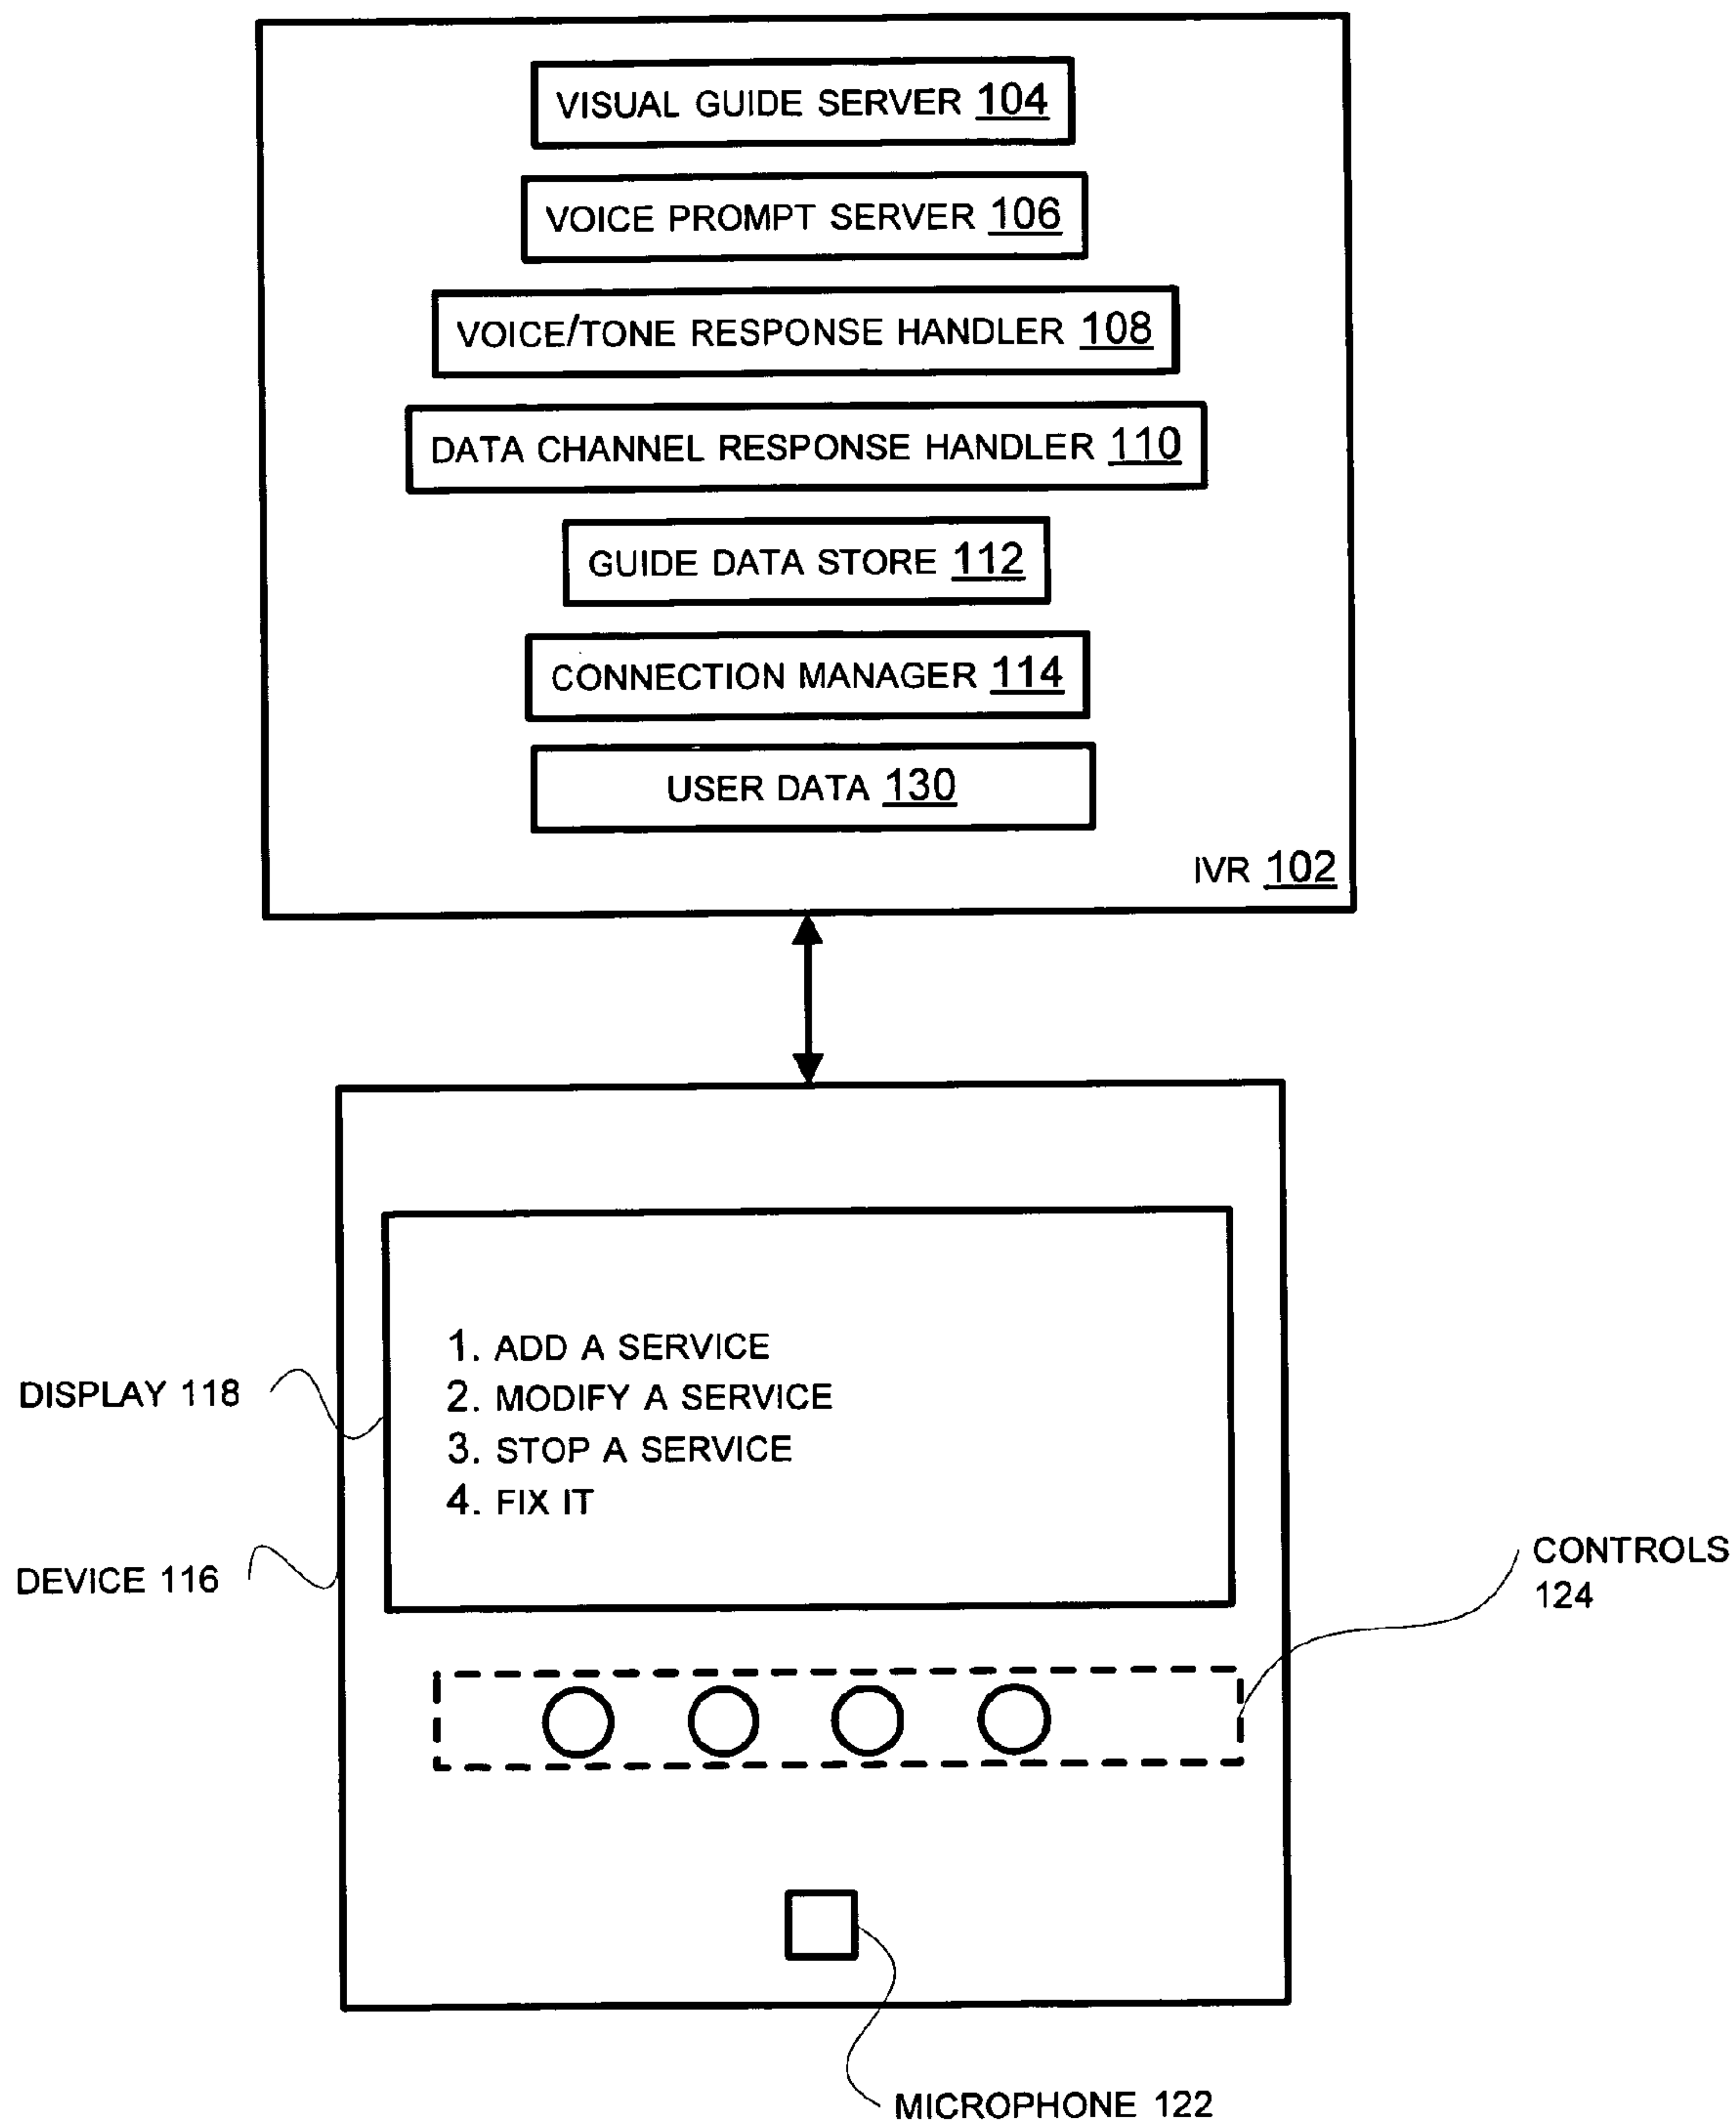 VISUAL GUIDE SERVER 104
VOICE PROMPT SERVER 106
VOICE/TONE RESPONSE HANDLER 108
DATA CHANNEL RESPONSE HANDLER 110
GUIDE DATA STORE 112
CONNECTION MANAGER 114
USER DATA 130
IVR 102
1. ADD A SERVICE
2. MODIFY A SERVICE
3. STOP A SERVICE
4. FIX IT
DISPLAY 118
DEVICE 116
CONTROLS
124
MICROPHONE 122